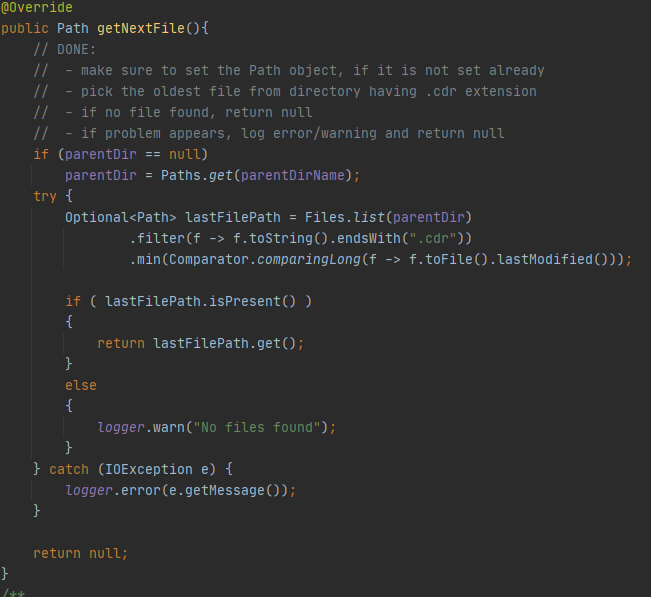 @Override
public Path getNextFile(){
    // DONE:
    //  - make sure to set the Path object, if it is not set already
    //  - pick the oldest file from directory having .cdr extension
    //  - if no file found, return null
    //  - if problem appears, log error/warning and return null
    if (parentDir == null)
        parentDir = Paths.get(parentDirName);
    try {
        Optional<Path> lastFilePath = Files.list(parentDir)
                .filter(f -> f.toString().endsWith(".cdr"))
                .min(Comparator.comparingLong(f -> f.toFile().lastModified()));
        if ( lastFilePath.isPresent() )
        {
            return lastFilePath.get();
        }
        else
        {
            logger.warn("No files found");
        }
    } catch (IOException e) {
        logger.error(e.getMessage());
    }
    return null;
}
/**